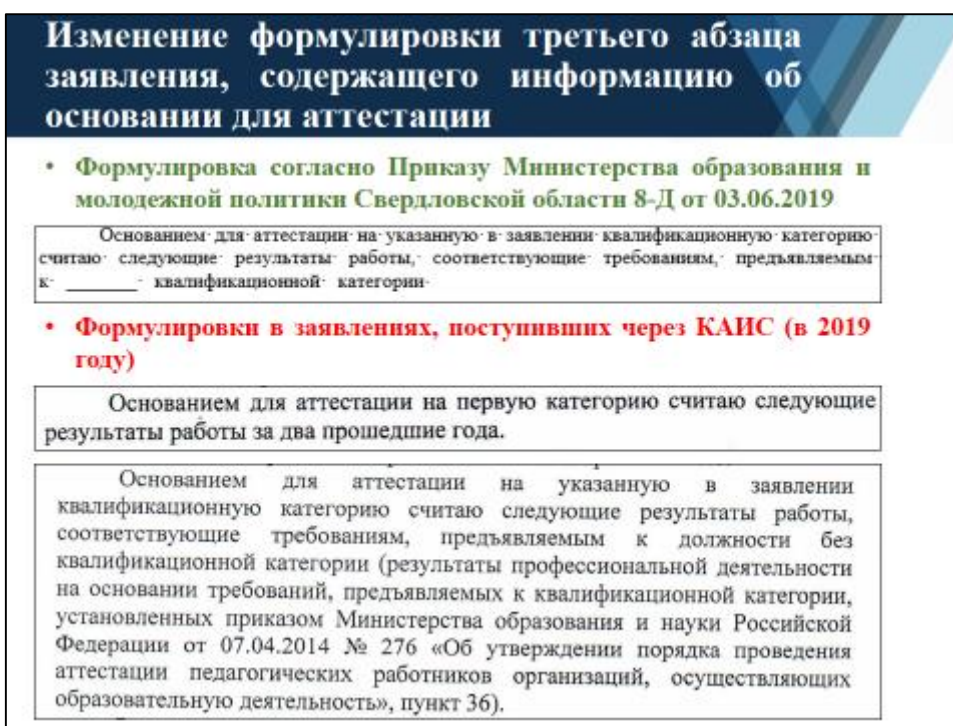 Изменение формулировки третьего абзаца
заявления, содержащего информацию об
основании для аттестации
• Формулировка согласно Приказу Министерства образования и
молодежной политики Свердловской области 8-Д от 03.06.2019
Основанием для аттестации на указанную в заявлении квалификационную категорию
считаю следующие результаты работы, соответствующие требованиям, предъявляемым
к _______ квалификационной категории
• Формулировки в заявлениях, поступивших через КАИС (в 2019
году)
Основанием для аттестации на первую категорию считаю следующие
результаты работы за два прошедшие года.
Основанием для аттестации на указанную в заявлении
квалификационную категорию считаю следующие результаты работы,
соответствующие требованиям, предъявляемым к должности без
квалификационной категории (результаты профессиональной деятельности
на основании требований, предъявляемых к квалификационной категории,
установленных приказом Министерства образования и науки Российской
Федерации от 07.04.2014 № 276 «Об утверждении порядка проведения
аттестации педагогических работников организаций, осуществляющих
образовательную деятельность», пункт 36).